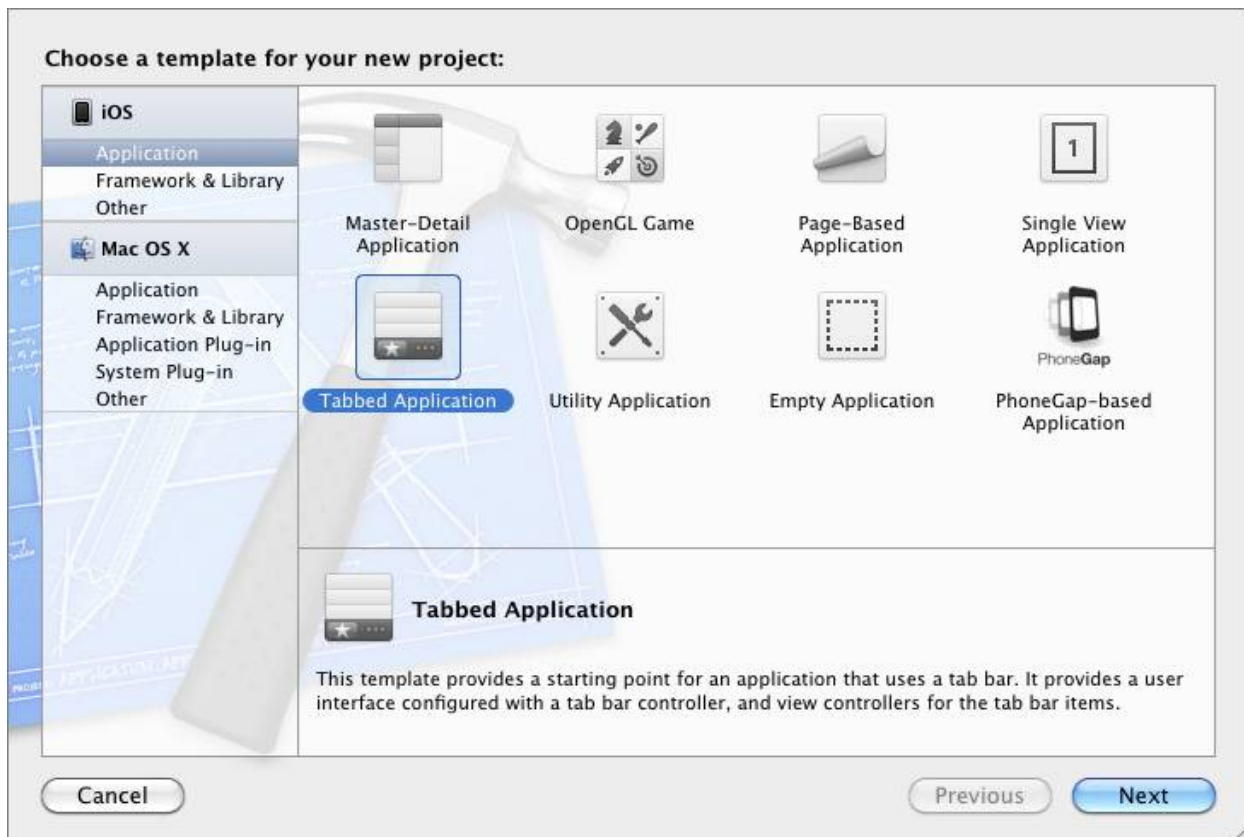 Choose a template for your new project:
iOS
Application
Framework & Library
Other
Mac OS X
Application
Framework & Library
Application Plug-in
System Plug-in
Other
Master-Detail
Application
OpenGL Game
Page-Based
Application
1
Single View
Application
Tabbed Application
Utility Application
Empty Application
PhoneGap
PhoneGap-based
Application
Tabbed Application
This template provides a starting point for an application that uses a tab bar. It provides a user
interface configured with a tab bar controller, and view controllers for the tab bar items.
Cancel
Previous
Next